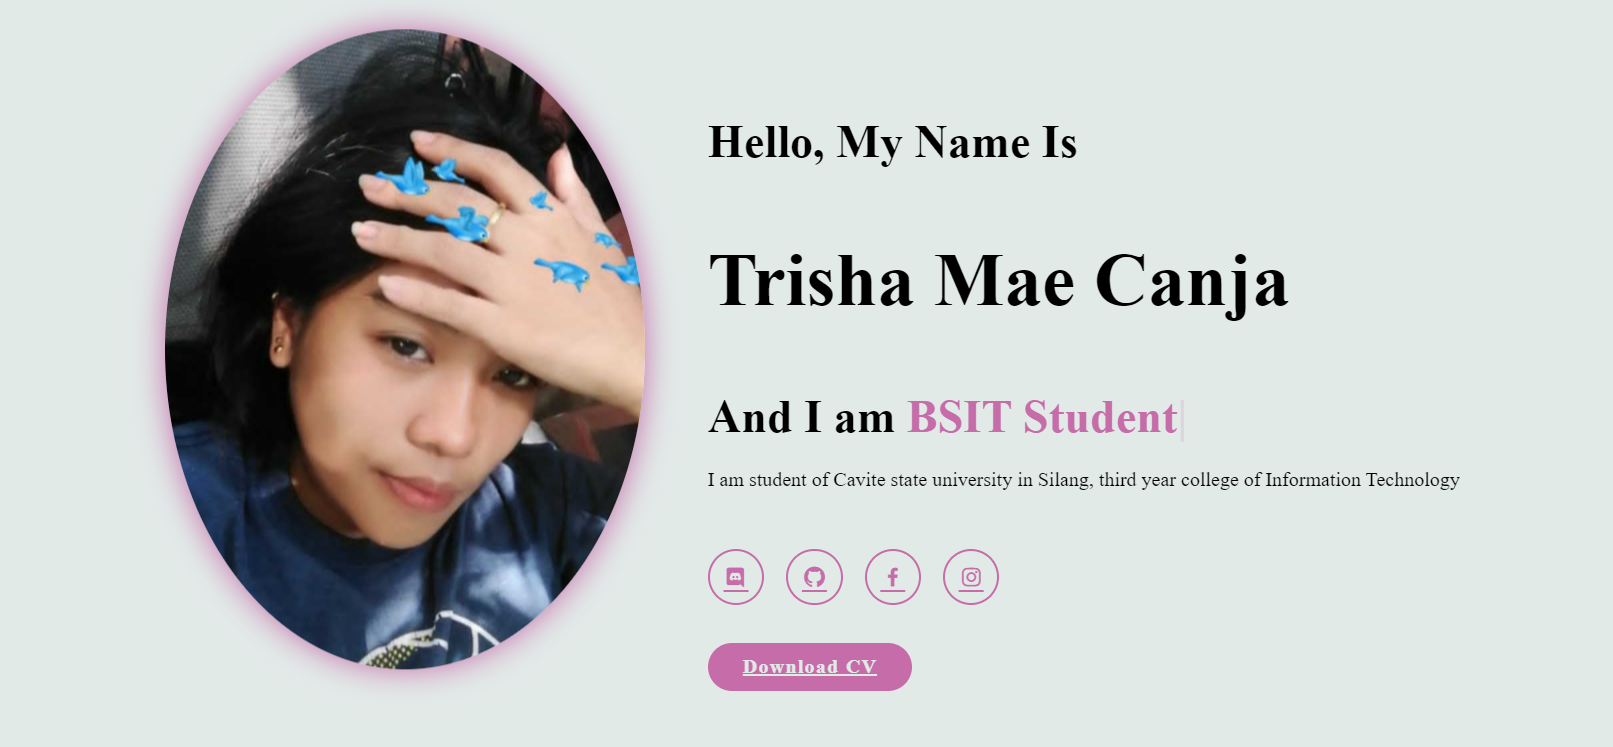 Hello, My Name Is
Trisha Mae Canja
And I am BSIT Student
I am student of Cavite state university in Silang, third year college of Information Technology
Download CV